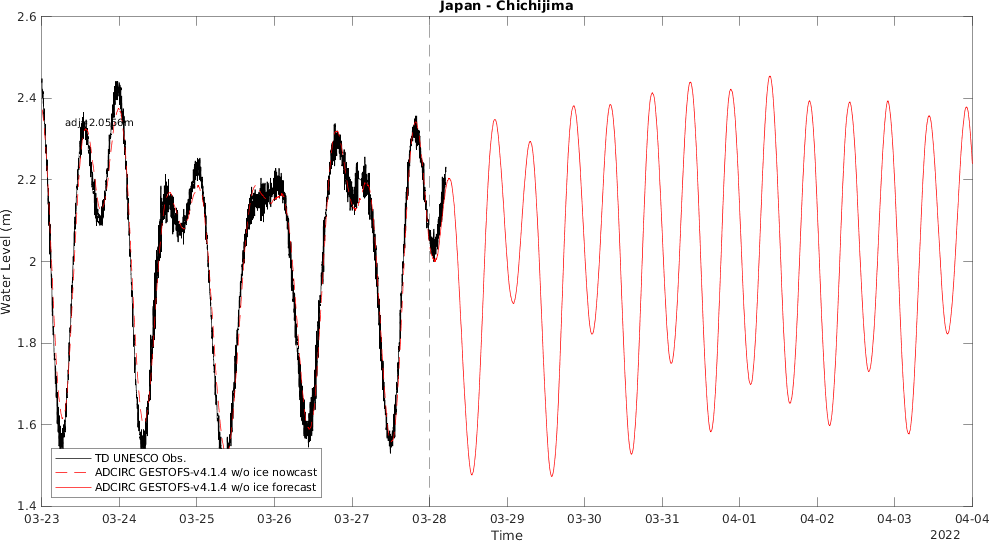 Japan - Chichijima
2.6
2.4
2.2
2
1.8
1.6
1.4
Water Level (m)
adj=2.0556m
TD UNESCO Obs.
ADCIRC GESTOFS-v4.1.4 w/o ice nowcast
ADCIRC GESTOFS-v4.1.4 w/o ice forecast
03-23 03-24 03-25 03-26 03-27 03-28 03-29 03-30 03-31 04-01 04-02 04-03 04-04
Time
2022